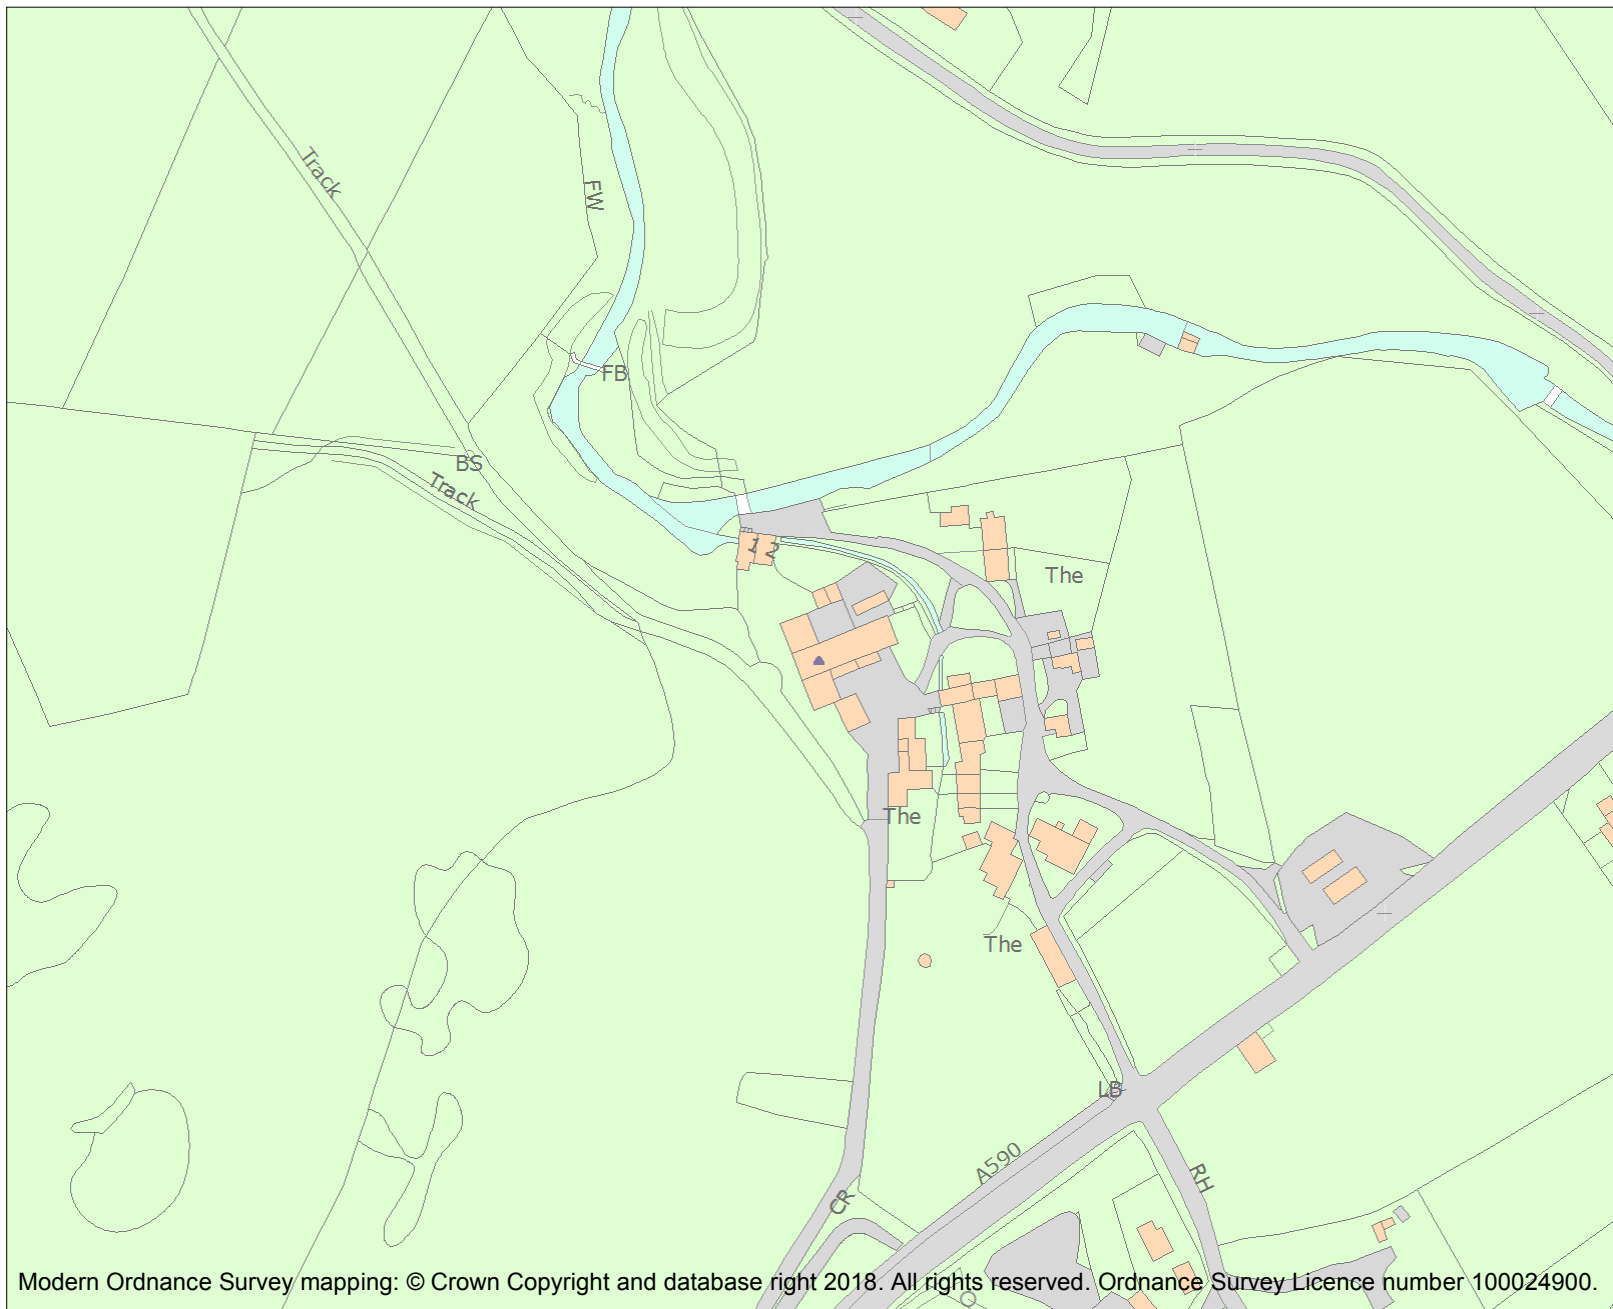 Track
FW
FB
BS
Track
1 2
The
The
The
LB
A590
RH
CR
Modern Ordnance Survey mapping: © Crown Copyright and database right 2018. All rights reserved. Ordnance Survey Licence number 100024900.